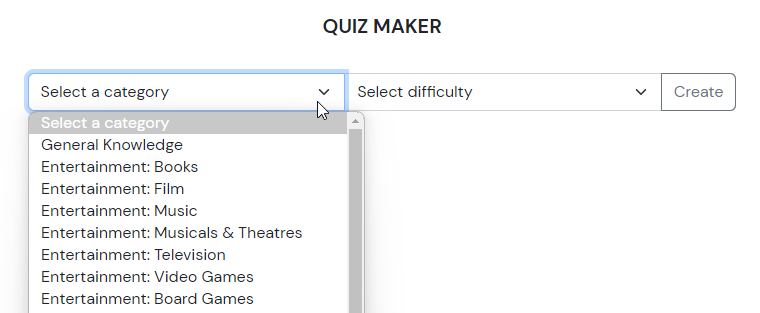 QUIZ MAKER
Select a category Select difficulty Create
Select a category
General Knowledge
Entertainment: Books
Entertainment: Film
Entertainment: Music
Entertainment: Musicals & Theatres
Entertainment: Television
Entertainment: Video Games
Entertainment: Board Games